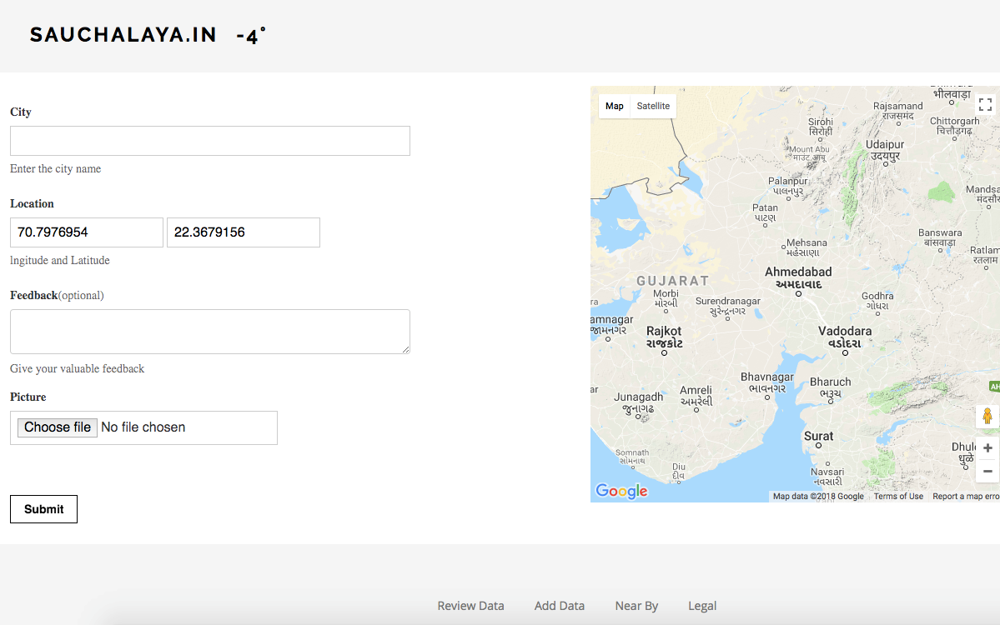 SAUCHALAYA.IN -4°
City
Enter the city name
Location
70.7976954 22.3679156
lngitude and Latitude
Feedback(optional)
Give your valuable feedback
Picture
Choose file No file chosen
Submit
Map Satellite
भीलवाड़ा
Rajsamand
राजसमंद
Chittorgarh
चित्तौड़गढ़
Sirohi
सिरोही
Mount Abu
माउंट आबू
Udaipur
उदयपुर
Palanpur
પાલનપુર
Mandsa
मंदसौर
Patan
પાટણ
Banswara
बांसवाड़ा
Mehsana
મહેસાણા
Ratlam
रतलाम
Ahmedabad
અમદાવાદ
GUJARAT
Morbi
મોરબી
Surendranagar
સુરેન્દ્રનગર
Godhra
ગોધરા
amnagar
જામનગર
Rajkot
રાજકોટ
Vadodara
વડોદરા
Bhavnagar
ભાવનગર
Bharuch
ભરૂચ
ar
Junagadh
જુનાગઢ
Amreli
અમરેલી
AH
Surat
Dhul
धुळे
Somnath
સોમનાથ
Diu
દીવ
Navsari
નવસારી
Google
Map data ©2018 Google Terms of Use Report a map erro
Review Data Add Data Near By Legal